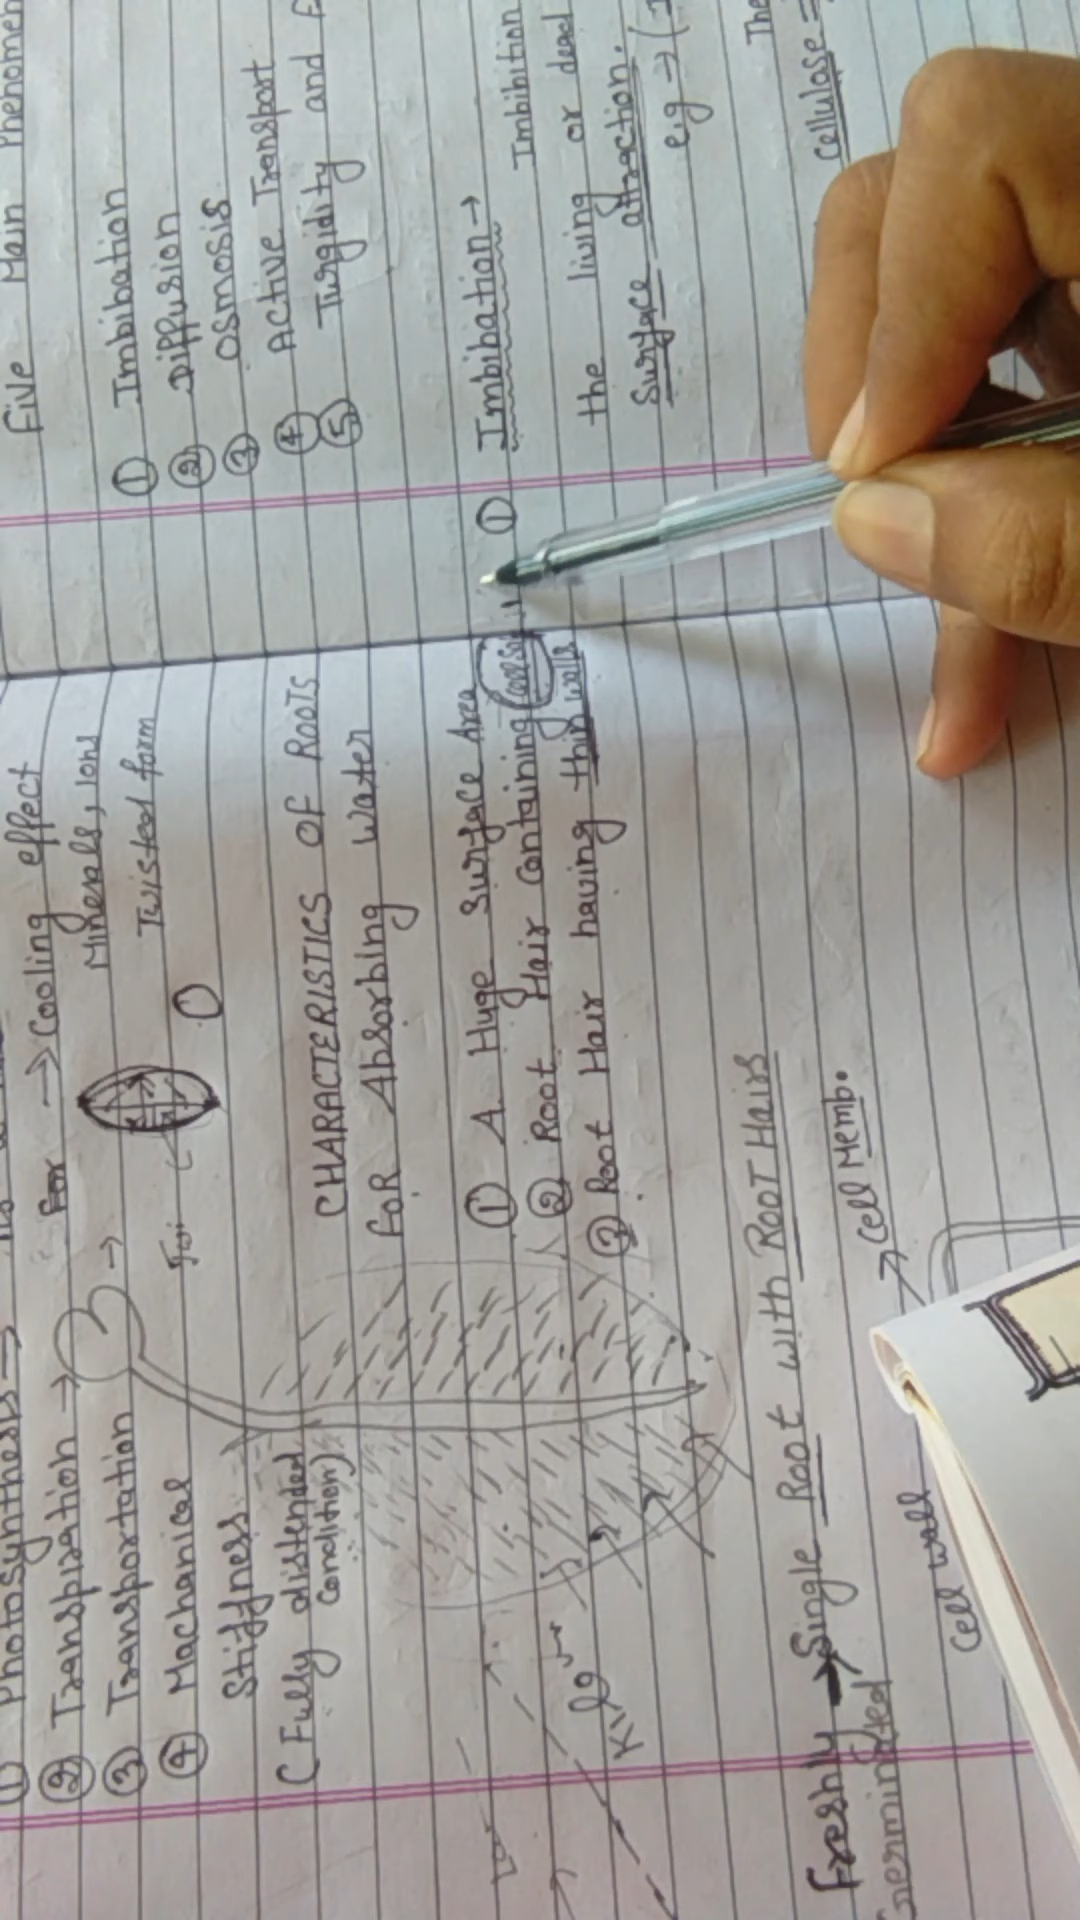 ① Photosynthesis →
② Transpiration → For → Cooling effect
③ Transportation → Minerals, ions
④ Machanical Twisted form
Stiffness
(Fully distended
condition)
CHARACTERISTICS OF ROOTS
FOR Absorbing Water
① A Huge Surface Area
② Root Hair Containing
③ Root Hair having thin walls
Freshly → Single Root with ROOT Hairs
Germinated
Cell Memb.
Cell wall
Five Main Phenomen
① Imbibation
② Diffusion
③ Osmosis
④ Active Transport
⑤ Turgidity and
① Imbibation →
Imbibition
the living or dead
Surface attraction.
e.g →
The
Cellulose =